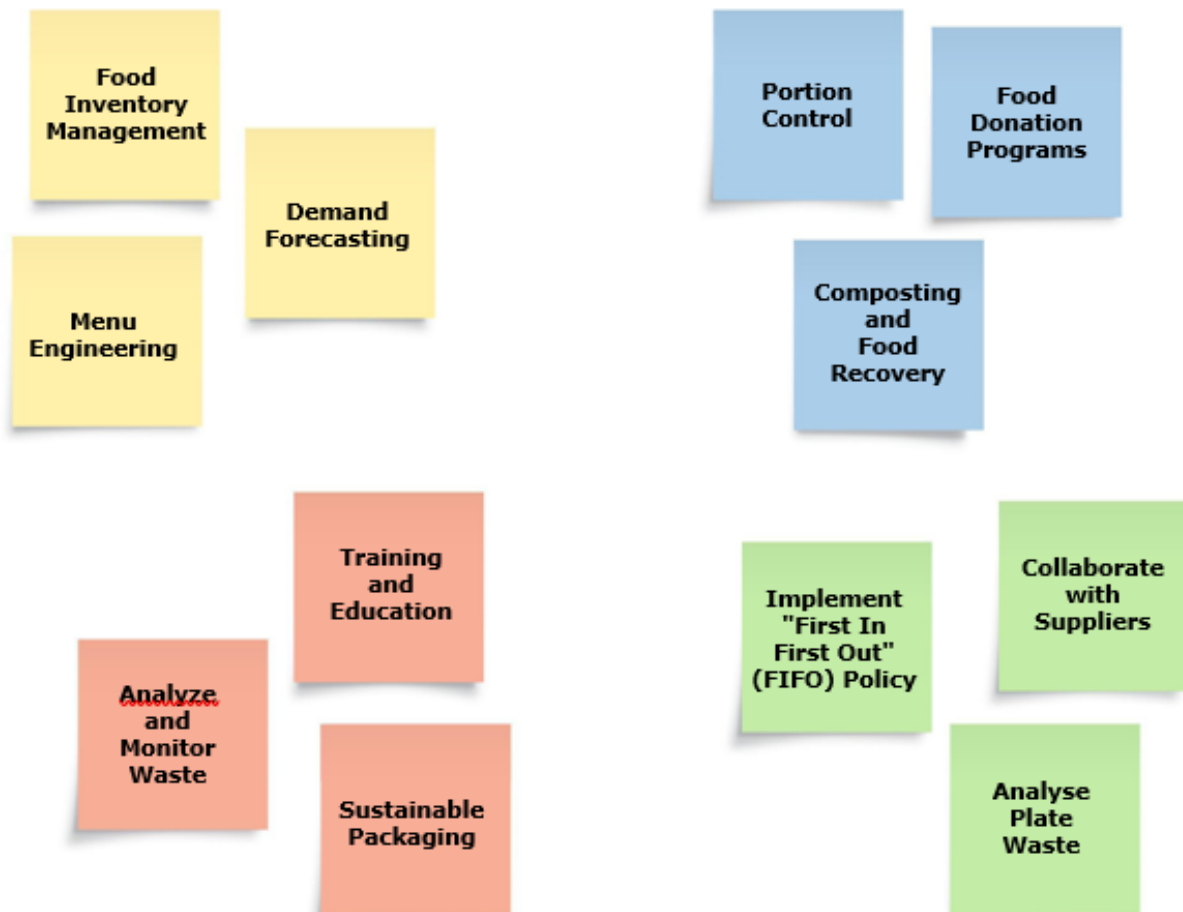 Food
Inventory
Management
Demand
Forecasting
Menu
Engineering
Portion
Control
Food
Donation
Programs
Composting
and
Food
Recovery
Training
and
Education
Analyze
and
Monitor
Waste
Sustainable
Packaging
Implement
"First In
First Out"
(FIFO) Policy
Collaborate
with
Suppliers
Analyse
Plate
Waste